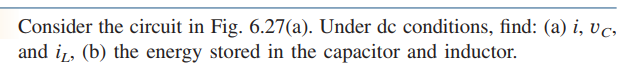 Consider the circuit in Fig. 6.27(a). Under dc conditions, find: (a) i, v_C,
and i_L, (b) the energy stored in the capacitor and inductor.